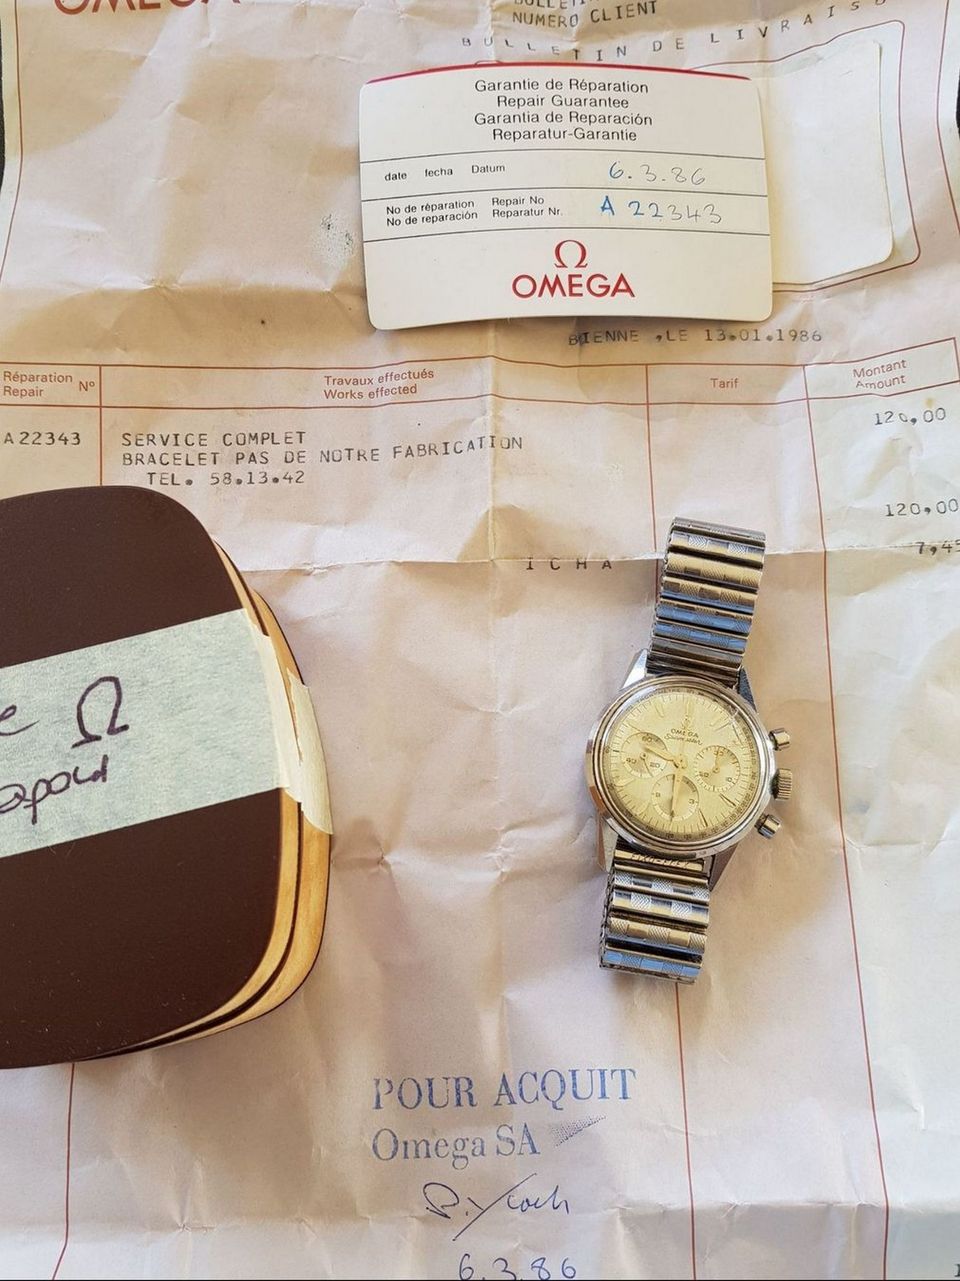 OMEGA
NUMERO CLIENT
BULLETIN DE LIVRAISO
Garantie de Réparation
Repair Guarantee
Garantia de Reparación
Reparatur-Garantie
date fecha Datum 6.3.86
No de réparation Repair No
No de reparación Reparatur Nr. A 22343
Ω
OMEGA
BIENNE ,LE 13.01.1986
Réparation Nº Travaux effectués Tarif Montant
Repair Works effected Amount
A22343 SERVICE COMPLET 120,00
BRACELET PAS DE NOTRE FABRICATION
TEL. 58.13.42
120,00
ICHA 7,45
Ω
OMEGA
Seamaster
POUR ACQUIT
Omega SA
6.3.86